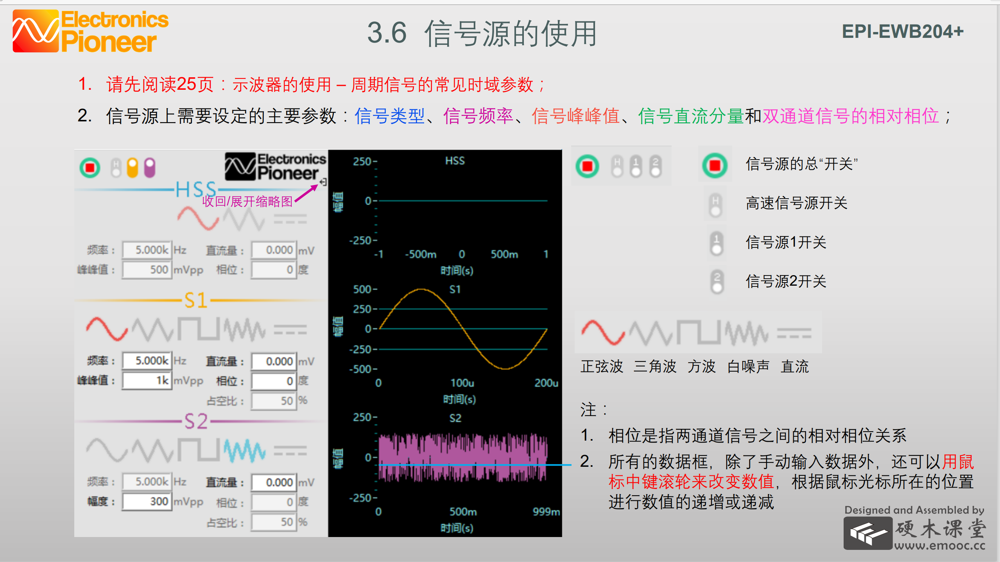 Electronics
Pioneer
3.6 信号源的使用
EPI-EWB204+
1. 请先阅读25页：示波器的使用 – 周期信号的常见时域参数；
2. 信号源上需要设定的主要参数：信号类型、信号频率、信号峰峰值、信号直流分量和双通道信号的相对相位；
H
Electronics
Pioneer
HSS
收回/展开缩略图
频率： 5.000k Hz 直流量： 0.000 mV
峰峰值： 500 mVpp 相位： 0 度
S1
频率： 5.000k Hz 直流量： 0.000 mV
峰峰值： 1k mVpp 相位： 0 度
占空比： 50 %
S2
频率： 5.000k Hz 直流量： 0.000 mV
幅度： 300 mVpp 相位： 0 度
占空比： 50 %
HSS
250
0
-250
幅值
-1 -500m 0 500m 1
时间(s)
S1
500
250
0
-250
-500
幅值
0 100u 200u
时间(s)
S2
250
0
-250
幅值
0 500m 999m
时间(s)
H 1 2
信号源的总“开关”
H 高速信号源开关
1 信号源1开关
2 信号源2开关
正弦波 三角波 方波 白噪声 直流
注：
1. 相位是指两通道信号之间的相对相位关系
2. 所有的数据框，除了手动输入数据外，还可以用鼠
标中键滚轮来改变数值，根据鼠标光标所在的位置
进行数值的递增或递减
Designed and Assembled by
硬木课堂
www.emooc.cc